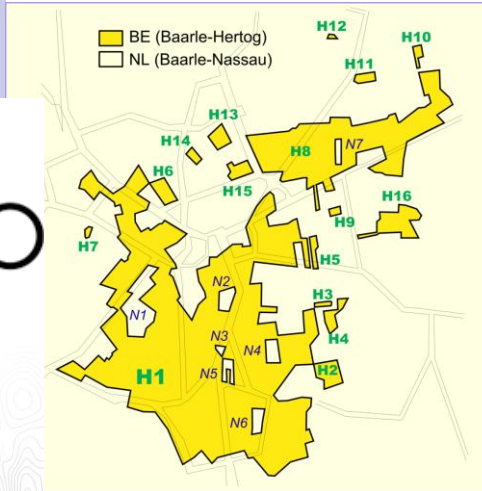 BE (Baarle-Hertog)
NL (Baarle-Nassau)
H12
H10
H11
H13
H14
H8
N7
H15
H6
H16
H9
H7
H5
N2
H3
N1
H4
N3
N4
H1
N5
H2
N6